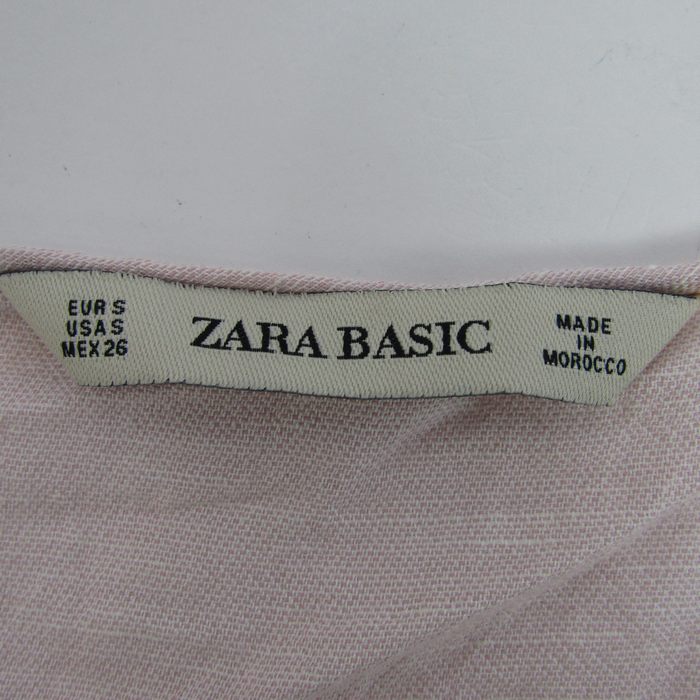 EUR S
USA S
MEX 26
ZARA BASIC
MADE
IN
MOROCCO